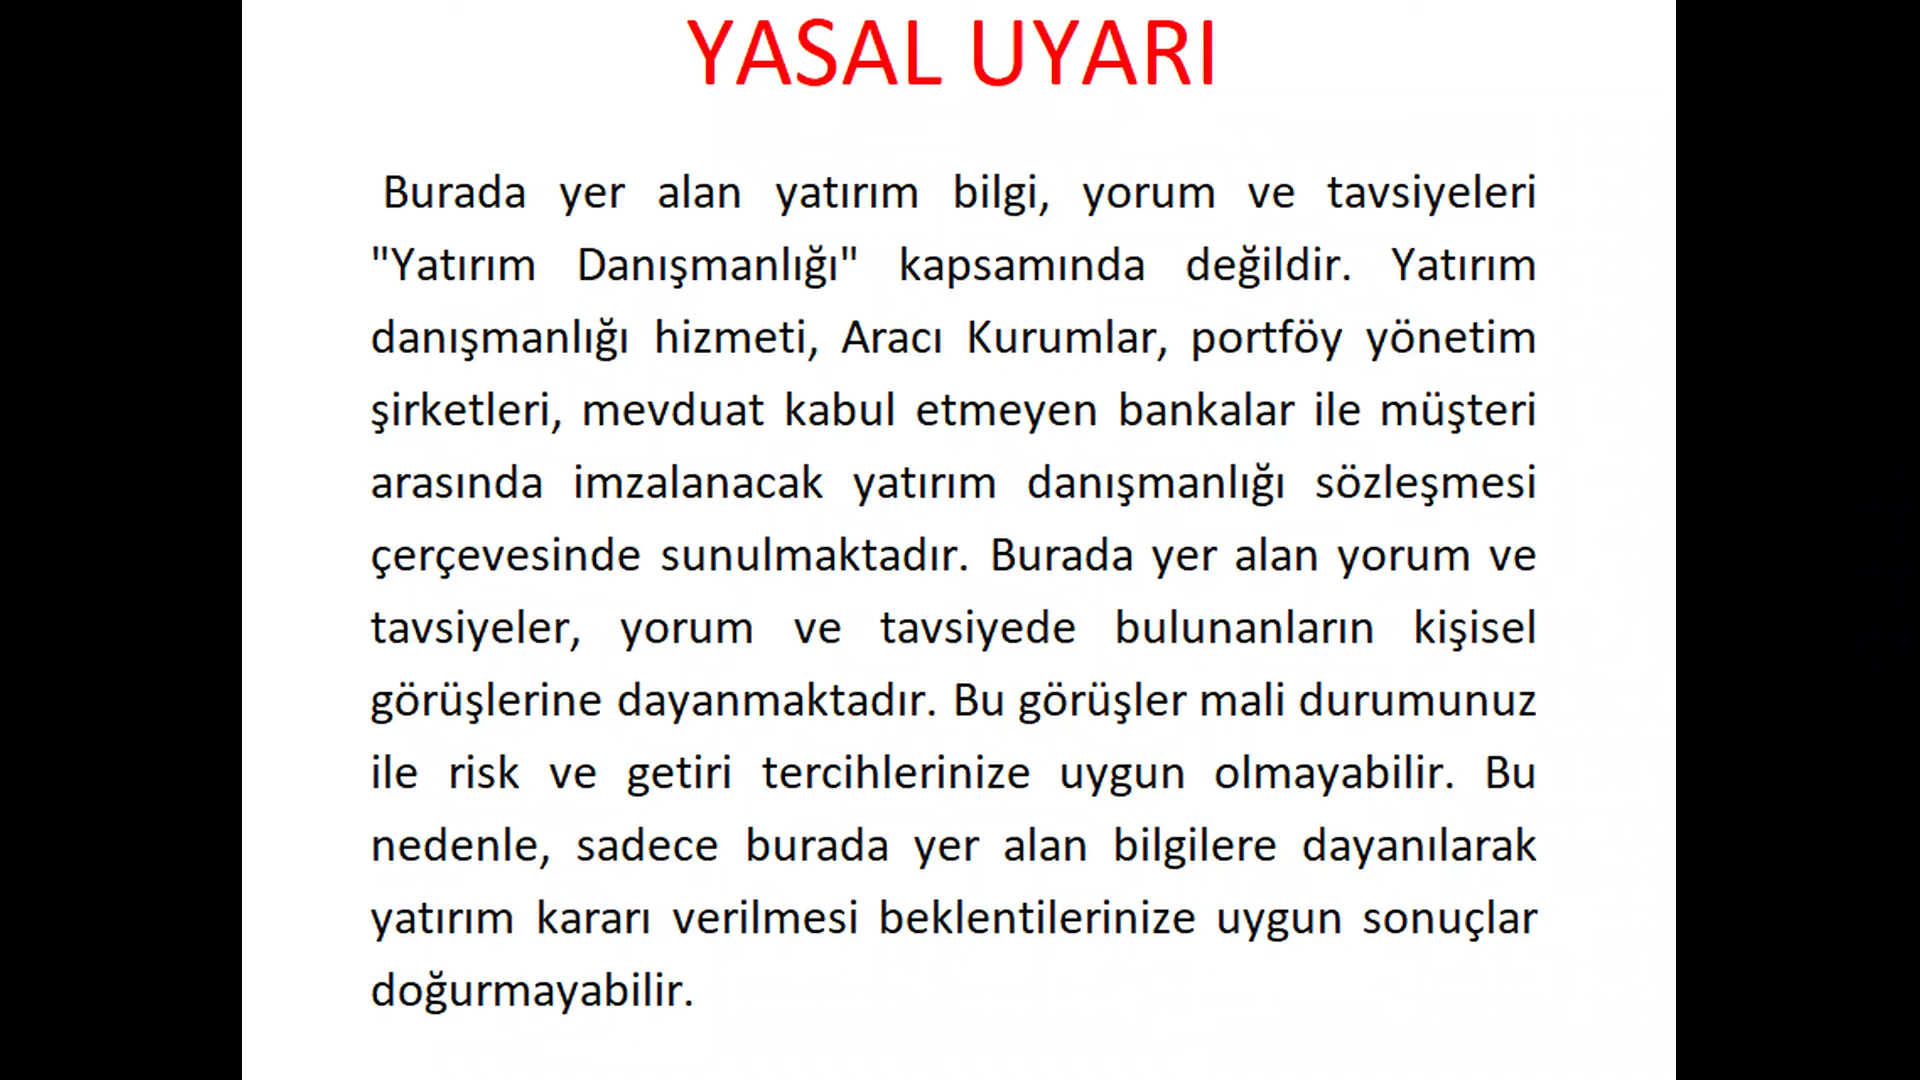 YASAL UYARI
Burada yer alan yatırım bilgi, yorum ve tavsiyeleri
"Yatırım Danışmanlığı" kapsamında değildir. Yatırım
danışmanlığı hizmeti, Aracı Kurumlar, portföy yönetim
şirketleri, mevduat kabul etmeyen bankalar ile müşteri
arasında imzalanacak yatırım danışmanlığı sözleşmesi
çerçevesinde sunulmaktadır. Burada yer alan yorum ve
tavsiyeler, yorum ve tavsiyede bulunanların kişisel
görüşlerine dayanmaktadır. Bu görüşler mali durumunuz
ile risk ve getiri tercihlerinize uygun olmayabilir. Bu
nedenle, sadece burada yer alan bilgilere dayanılarak
yatırım kararı verilmesi beklentilerinize uygun sonuçlar
doğurmayabilir.